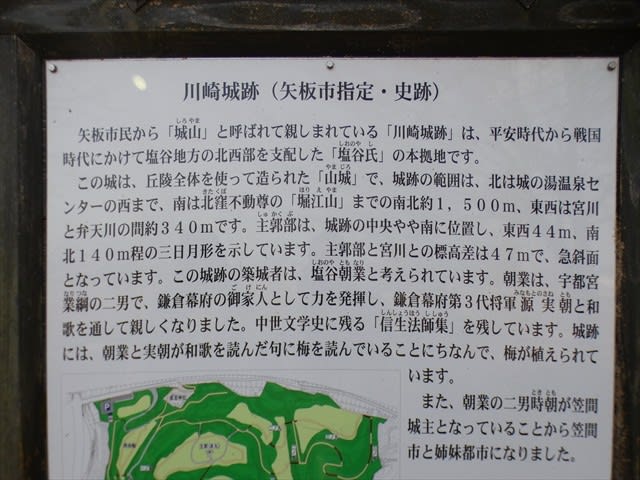 川崎城跡（矢板市指定・史跡）
矢板市民から「城山」と呼ばれて親しまれている「川崎城跡」は、平安時代から戦国
時代にかけて塩谷地方の北西部を支配した「塩谷氏」の本拠地です。
この城は、丘陵全体を使って造られた「山城」で、城跡の範囲は、北は城の湯温泉セ
ンターの西まで、南は北窪不動尊の「堀江山」までの南北約１，５００ｍ、東西は宮川
と弁天川の間約３４０ｍです。主郭部は、城跡の中央やや南に位置し、東西４４ｍ、南
北１４０ｍ程の三日月形を示しています。主郭部と宮川との標高差は４７ｍで、急斜面
となっています。この城跡の築城者は、塩谷朝業と考えられています。朝業は、宇都宮
業綱の二男で、鎌倉幕府の御家人として力を発揮し、鎌倉幕府第３代将軍源実朝と和
歌を通して親しくなりました。中世文学史に残る「信生法師集」を残しています。城跡
には、朝業と実朝が和歌を読んだ句に梅を読んでいることにちなんで、梅が植えられて
います。
また、朝業の二男時朝が笠間
城主となっていることから笠間
市と姉妹都市になりました。